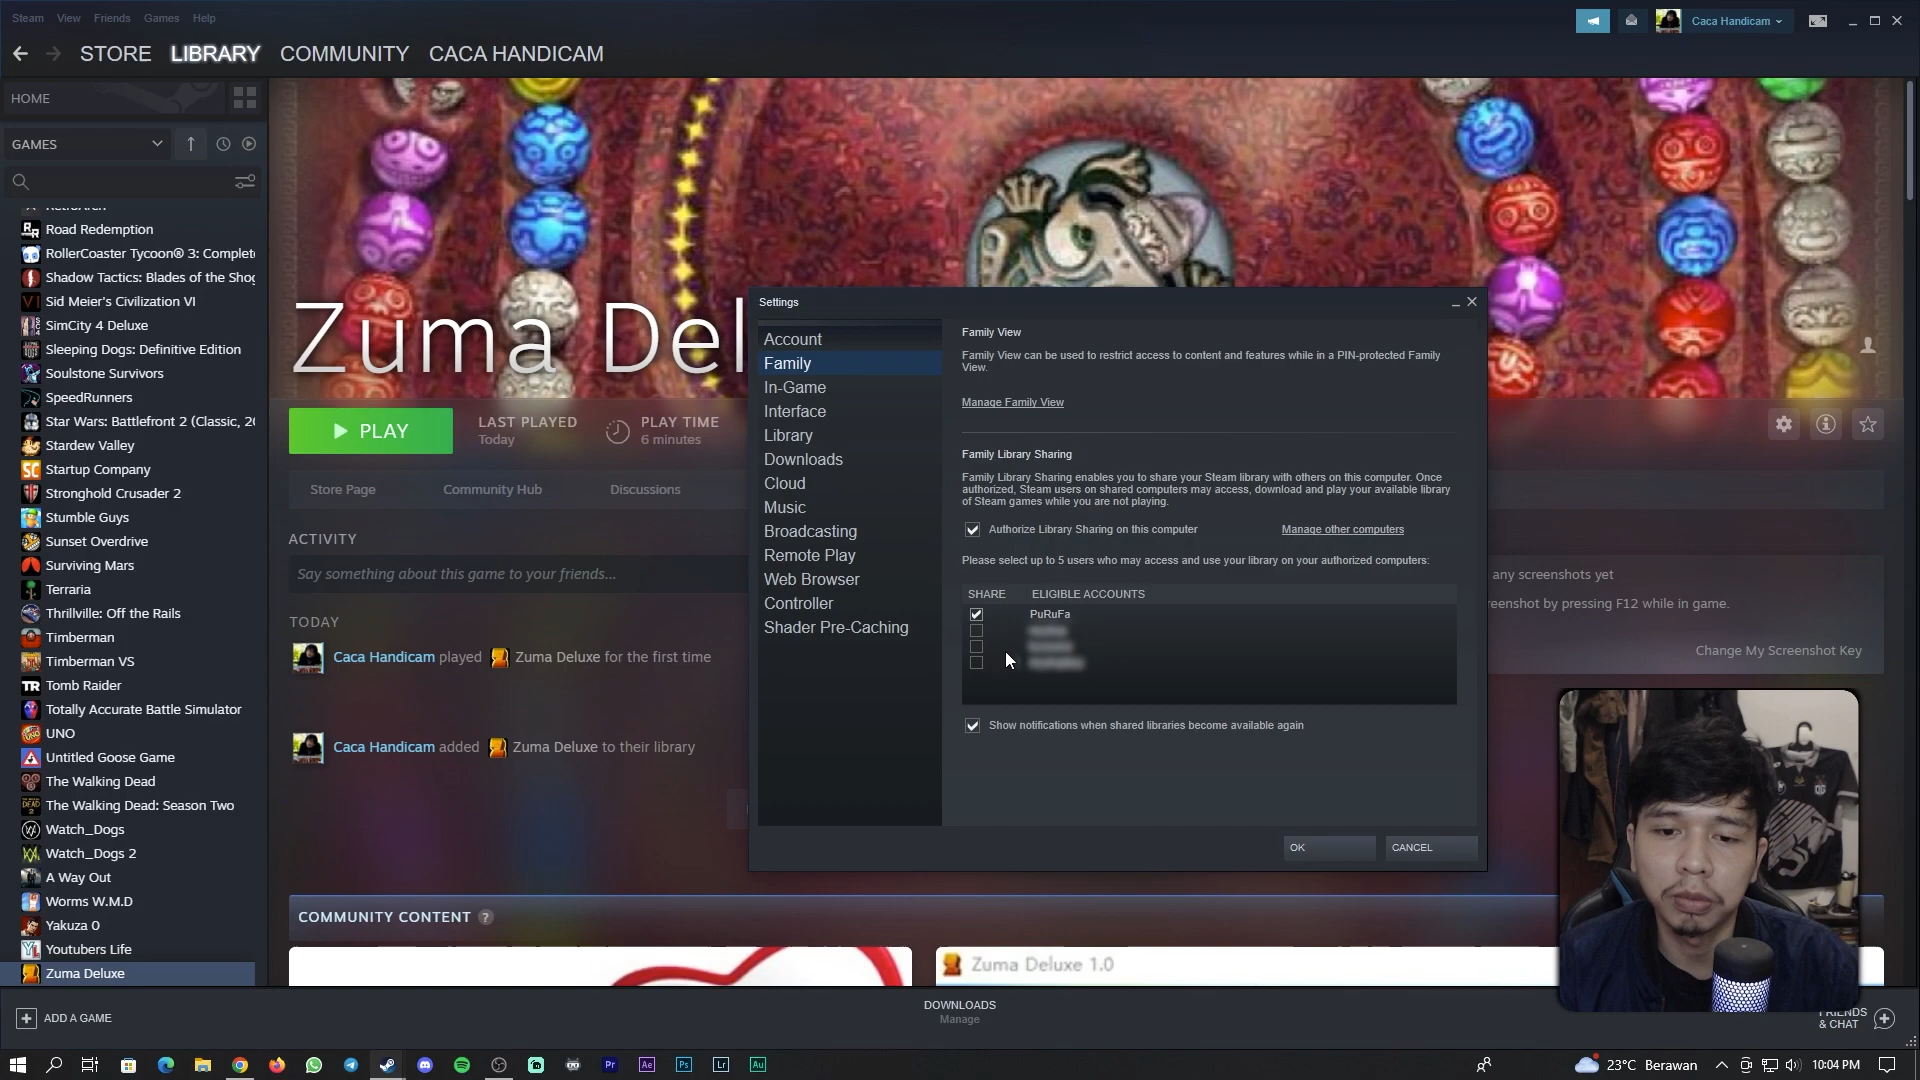 Steam View Friends Games Help
Caca Handicam
STORE LIBRARY COMMUNITY CACA HANDICAM
HOME
GAMES
Road Redemption
RollerCoaster Tycoon® 3: Complet
Shadow Tactics: Blades of the Shog
Sid Meier's Civilization VI
SimCity 4 Deluxe
Sleeping Dogs: Definitive Edition
Soulstone Survivors
SpeedRunners
Star Wars: Battlefront 2 (Classic, 20
Stardew Valley
Startup Company
Stronghold Crusader 2
Stumble Guys
Sunset Overdrive
Surviving Mars
Terraria
Thrillville: Off the Rails
Timberman
Timberman VS
Tomb Raider
Totally Accurate Battle Simulator
UNO
Untitled Goose Game
The Walking Dead
The Walking Dead: Season Two
Watch_Dogs
Watch_Dogs 2
A Way Out
Worms W.M.D
Yakuza 0
Youtubers Life
Zuma Deluxe
Zuma Del
PLAY
LAST PLAYED
Today
PLAY TIME
6 minutes
Store Page Community Hub Discussions
ACTIVITY
Say something about this game to your friends...
TODAY
Caca Handicam played Zuma Deluxe for the first time
Caca Handicam added Zuma Deluxe to their library
Settings
Account
Family
In-Game
Interface
Library
Downloads
Cloud
Music
Broadcasting
Remote Play
Web Browser
Controller
Shader Pre-Caching
Family View
Family View can be used to restrict access to content and features while in a PIN-protected Family
View.
Manage Family View
Family Library Sharing
Family Library Sharing enables you to share your Steam library with others on this computer. Once
authorized, Steam users on shared computers may access, download and play your available library
of Steam games while you are not playing.
Authorize Library Sharing on this computer Manage other computers
Please select up to 5 users who may access and use your library on your authorized computers:
SHARE ELIGIBLE ACCOUNTS
PuRuFa
Show notifications when shared libraries become available again
OK CANCEL
any screenshots yet
reenshot by pressing F12 while in game.
Change My Screenshot Key
COMMUNITY CONTENT ?
Zuma Deluxe 1.0
ADD A GAME
DOWNLOADS
Manage
FRIENDS
& CHAT
Pr Ae Ps Lr Au
23°C Berawan
10:04 PM